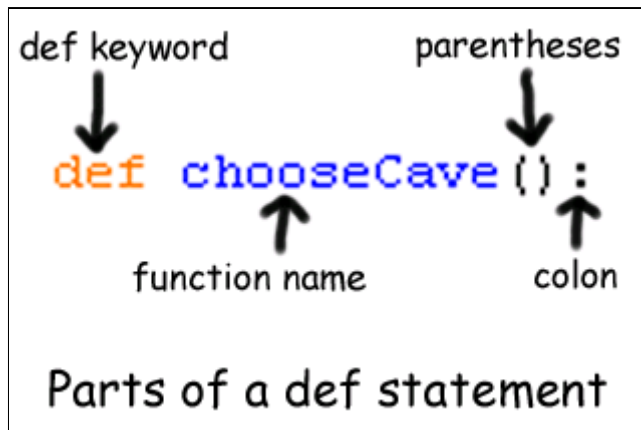 def keyword parentheses
def chooseCave():
function name colon
Parts of a def statement